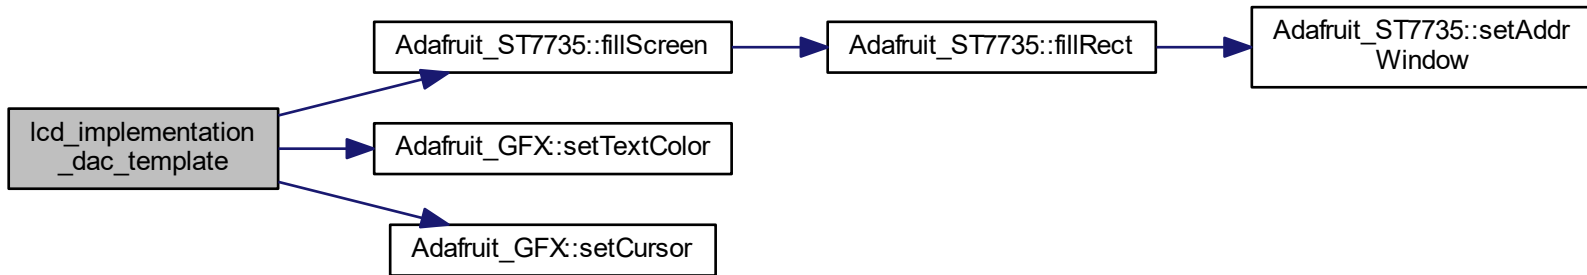 Adafruit_ST7735::fillScreen
Adafruit_ST7735::fillRect
Adafruit_ST7735::setAddr
Window
lcd_implementation
_dac_template
Adafruit_GFX::setTextColor
Adafruit_GFX::setCursor